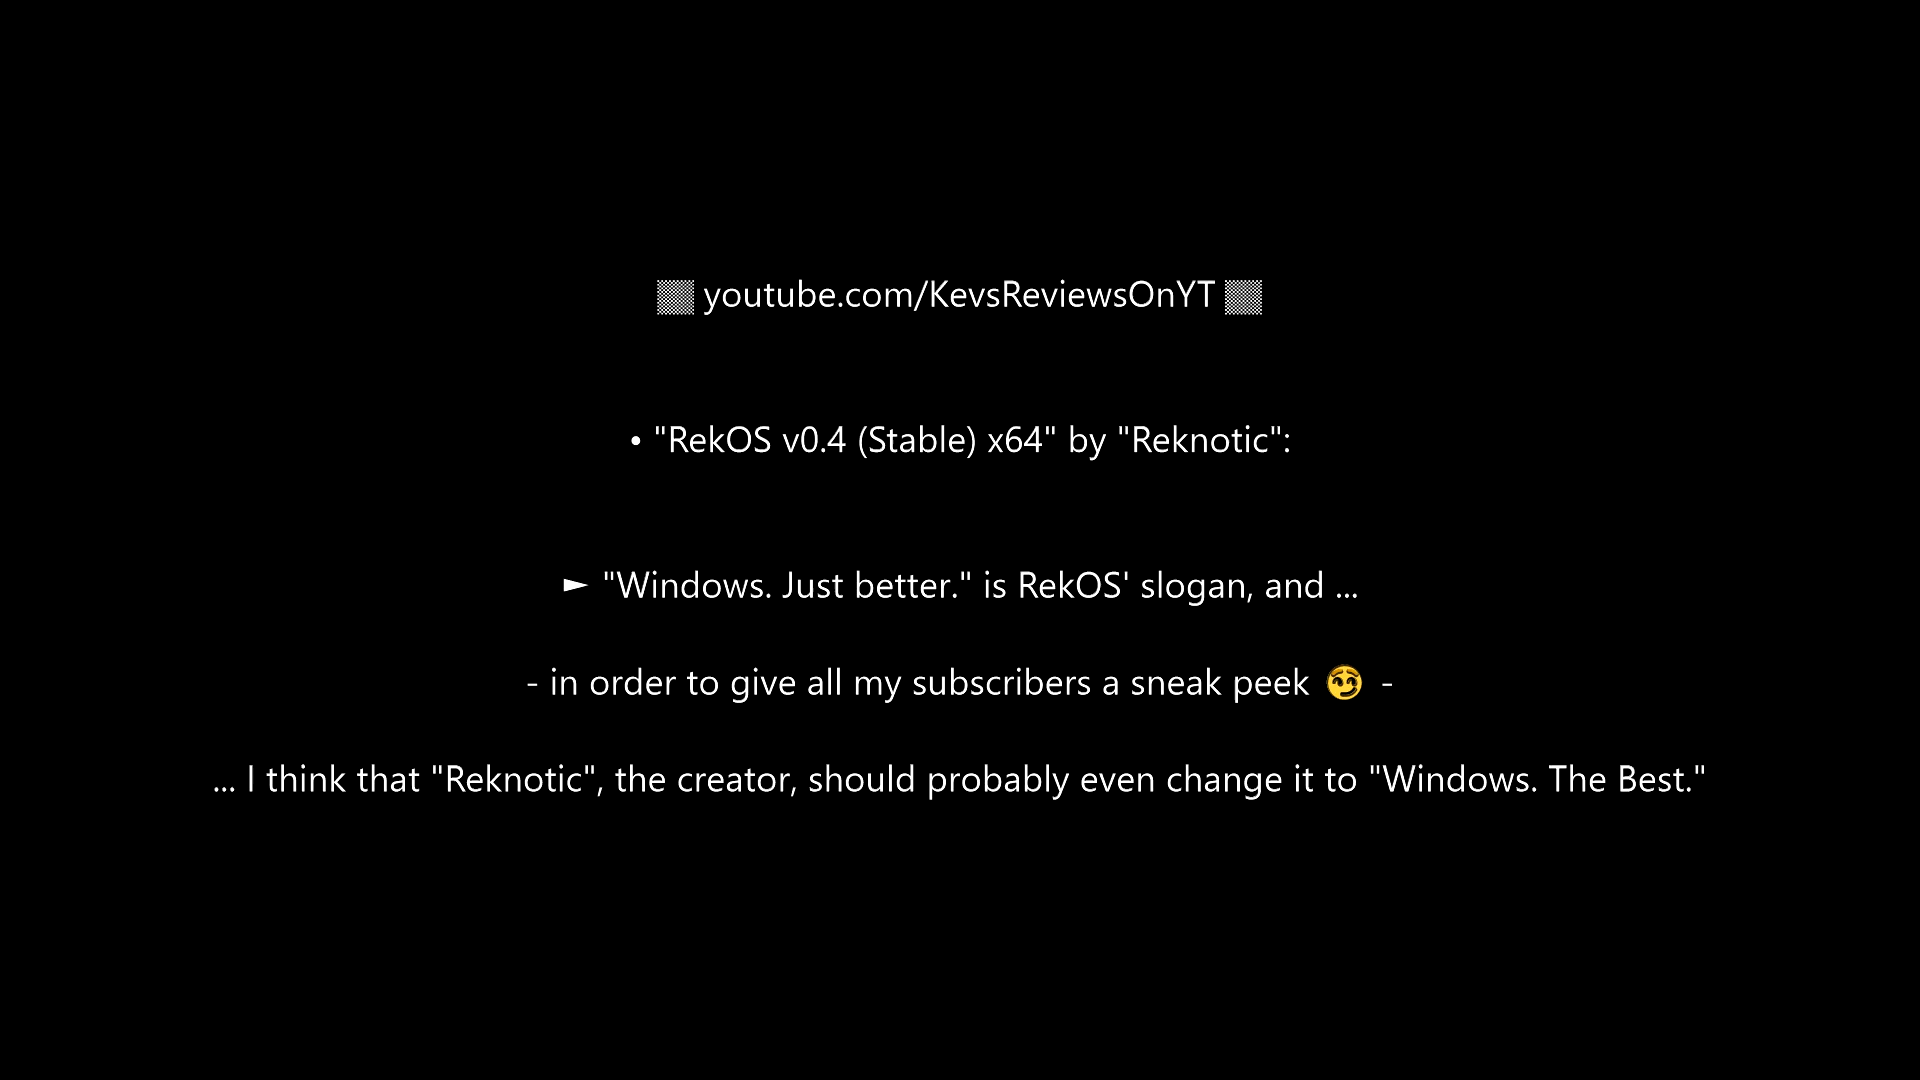 ▒▒ youtube.com/KevsReviewsOnYT ▒▒
• "RekOS v0.4 (Stable) x64" by "Reknotic":
► "Windows. Just better." is RekOS' slogan, and ...
- in order to give all my subscribers a sneak peek 😏 -
... I think that "Reknotic", the creator, should probably even change it to "Windows. The Best."